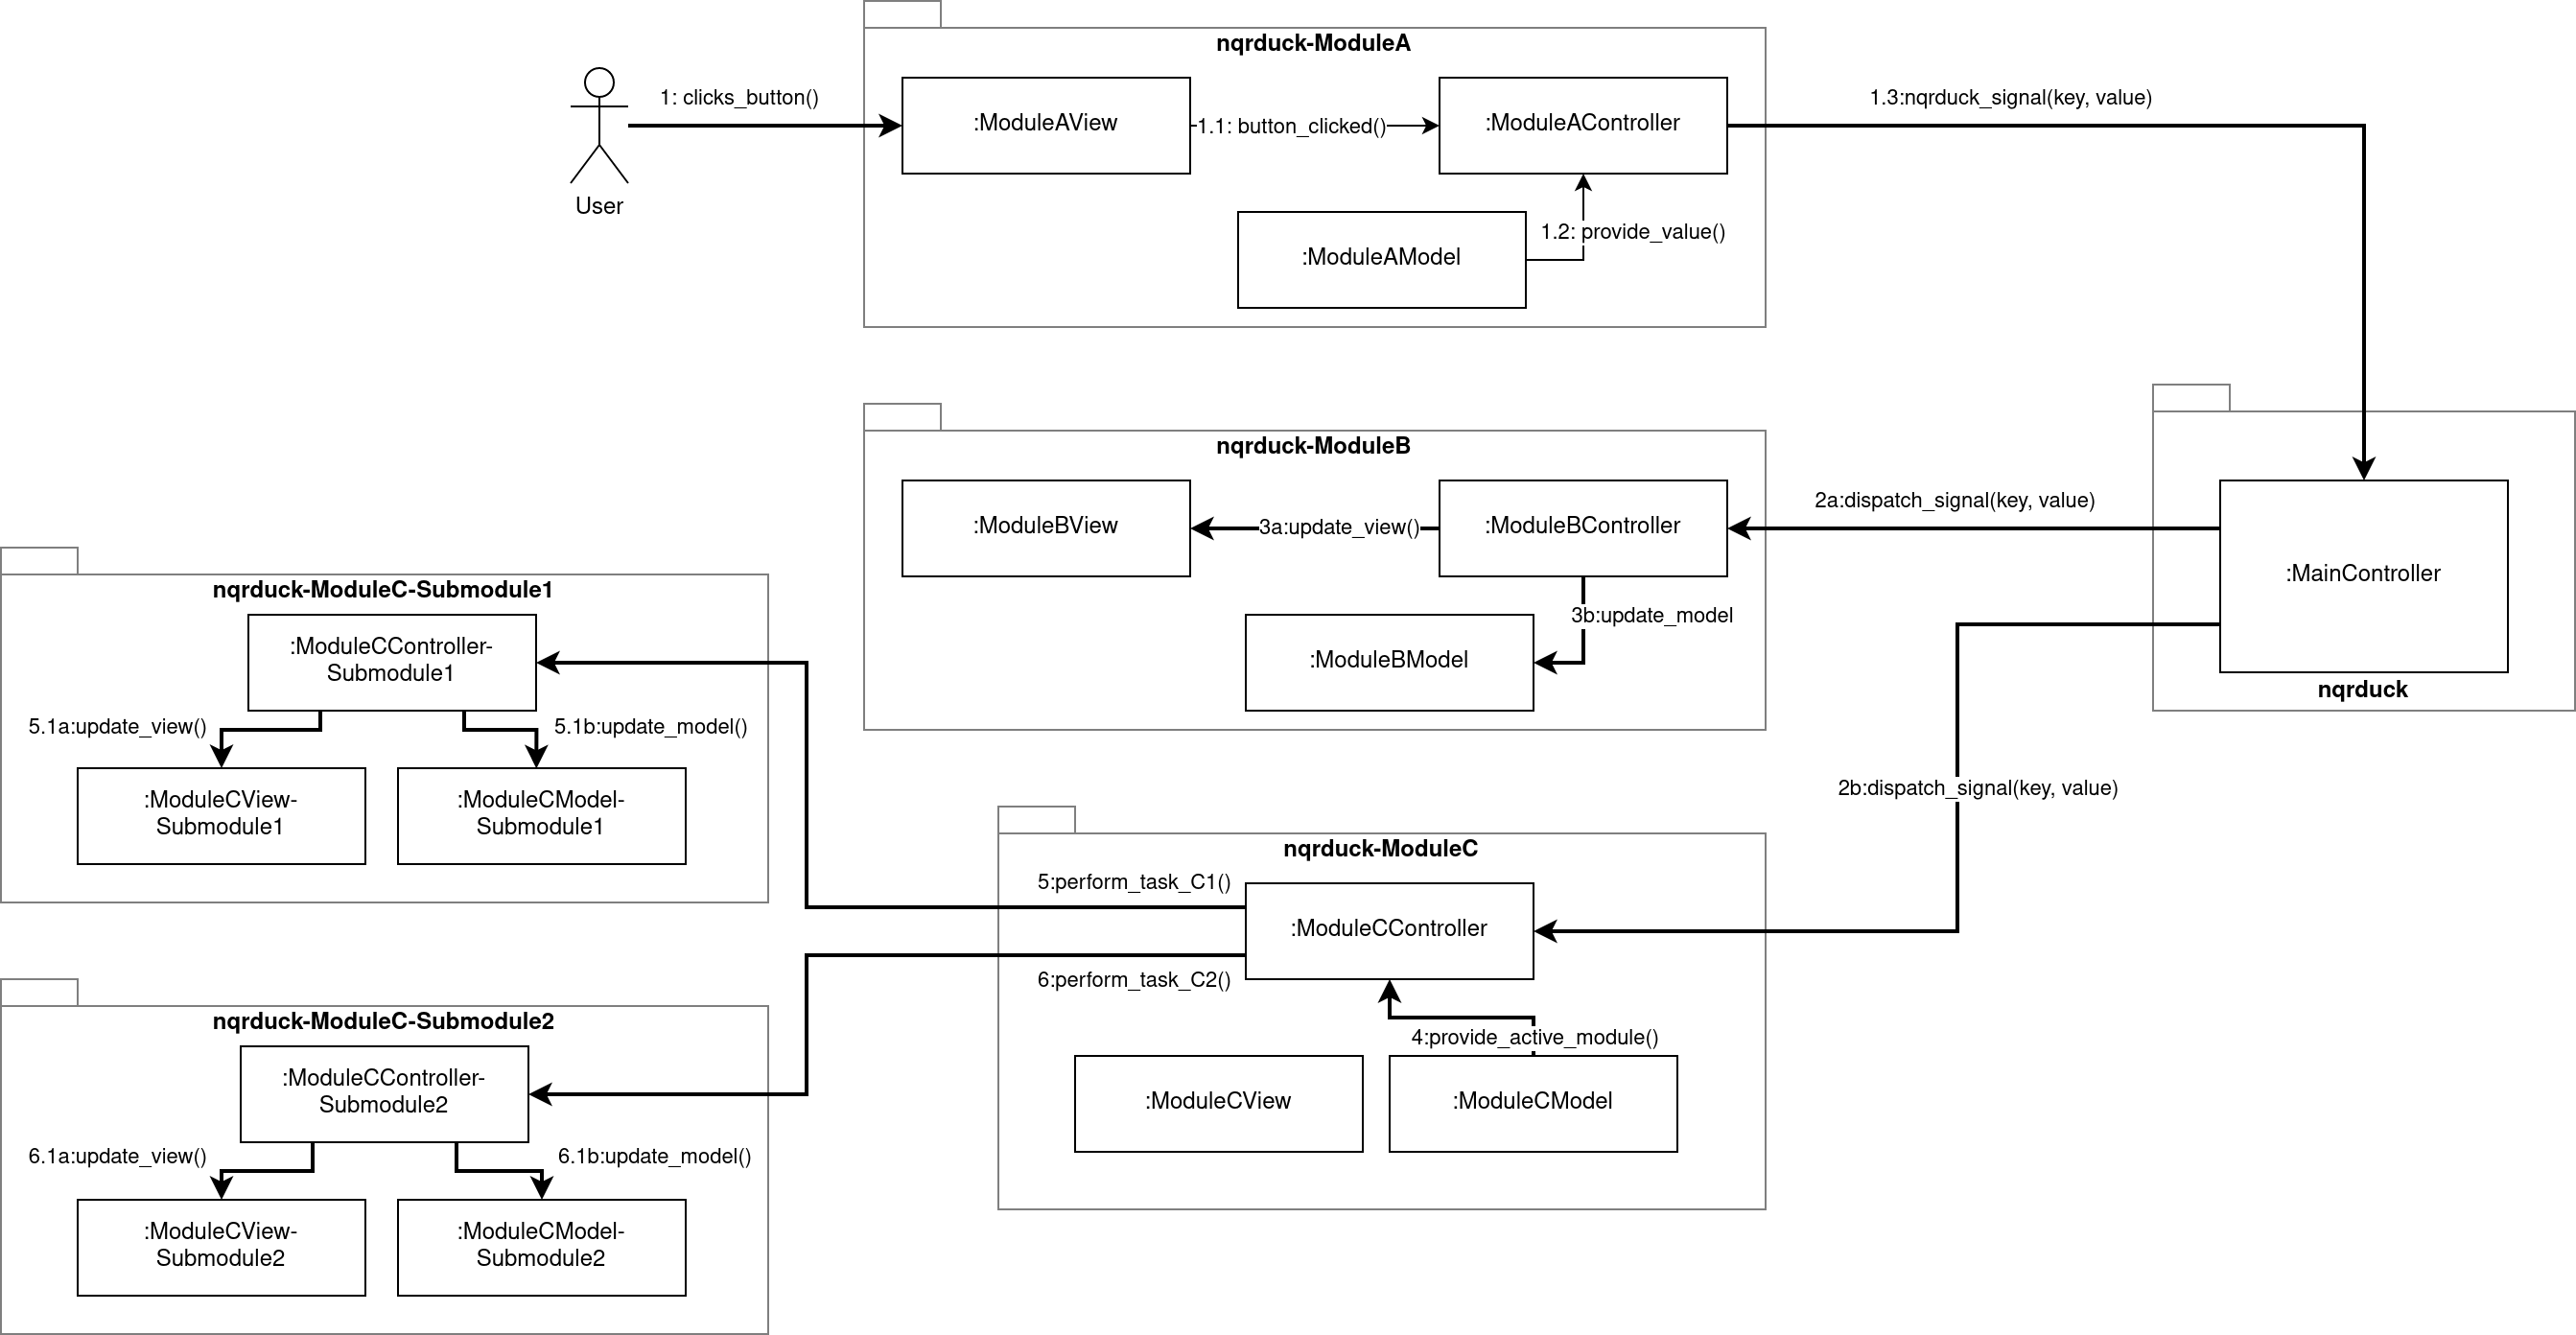 nqrduck-ModuleA
1: clicks_button()
User
:ModuleAView
1.1: button_clicked()
:ModuleAController
1.2: provide_value()
:ModuleAModel
1.3:nqrduck_signal(key, value)
nqrduck-ModuleB
:ModuleBView
3a:update_view()
:ModuleBController
3b:update_model
:ModuleBModel
2a:dispatch_signal(key, value)
:MainController
nqrduck
2b:dispatch_signal(key, value)
nqrduck-ModuleC-Submodule1
:ModuleCController-
Submodule1
5.1a:update_view()
5.1b:update_model()
:ModuleCView-
Submodule1
:ModuleCModel-
Submodule1
nqrduck-ModuleC
5:perform_task_C1()
:ModuleCController
6:perform_task_C2()
4:provide_active_module()
:ModuleCView
:ModuleCModel
nqrduck-ModuleC-Submodule2
:ModuleCController-
Submodule2
6.1a:update_view()
6.1b:update_model()
:ModuleCView-
Submodule2
:ModuleCModel-
Submodule2